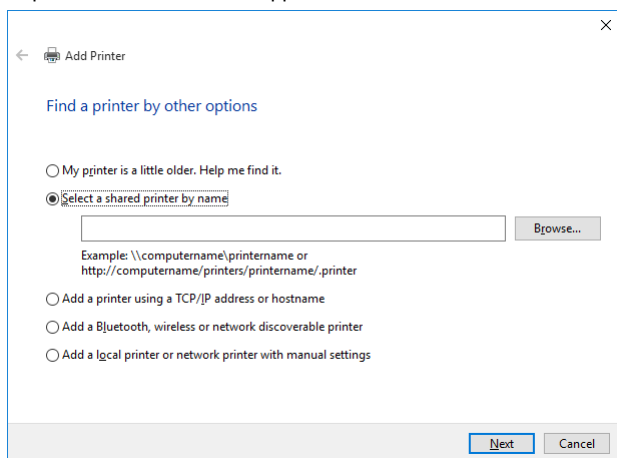 Add Printer
Find a printer by other options
My printer is a little older. Help me find it.
Select a shared printer by name
Browse...
Example: \\computername\printername or
http://computername/printers/printername/.printer
Add a printer using a TCP/IP address or hostname
Add a Bluetooth, wireless or network discoverable printer
Add a local printer or network printer with manual settings
Next Cancel